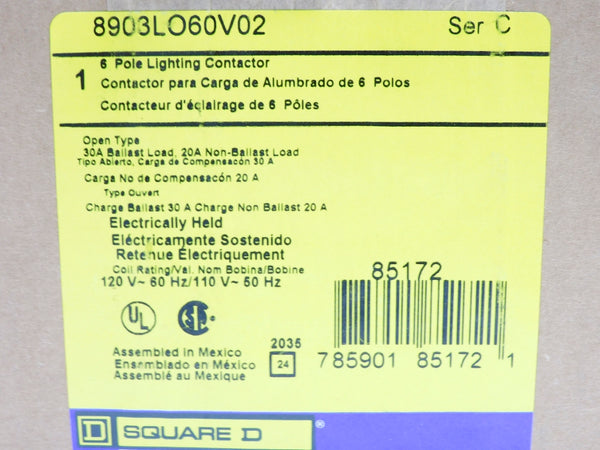 8903LO60V02 Ser C
6 Pole Lighting Contactor
1 Contactor para Carga de Alumbrado de 6 Polos
Contacteur d'éclairage de 6 Pôles
Open Type
30A Ballast Load, 20A Non-Ballast Load
Tipo Abierto, Carga de Compensación 30 A
Carga No de Compensación 20 A
Type Ouvert
Charge Ballast 30 A Charge Non Ballast 20 A
Electrically Held
Eléctricamente Sostenido
Retenue Électriquement
Coil Rating/Val. Nom Bobina/Bobine
120 V~ 60 Hz/110 V~ 50 Hz
85172
UL
SA
Assembled in Mexico
Ensamblado en México
Assemblé au Mexique
2035
24
785901 85172 1
D SQUARE D ®